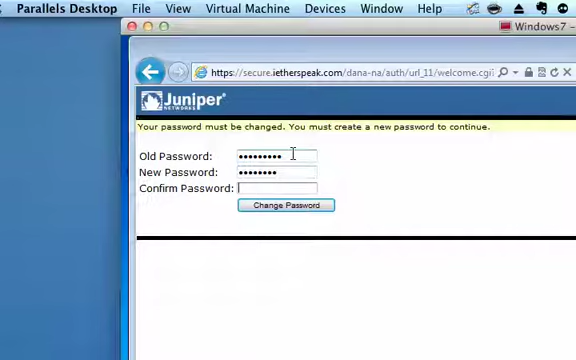 Parallels Desktop File View Virtual Machine Devices Window Help
Windows7 -
https://secure.ietherspeak.com/dana-na/auth/url_11/welcome.cgi
Juniper
NETWORKS
Your password must be changed. You must create a new password to continue.
Old Password: •••••••••
New Password: ••••••••
Confirm Password:
Change Password